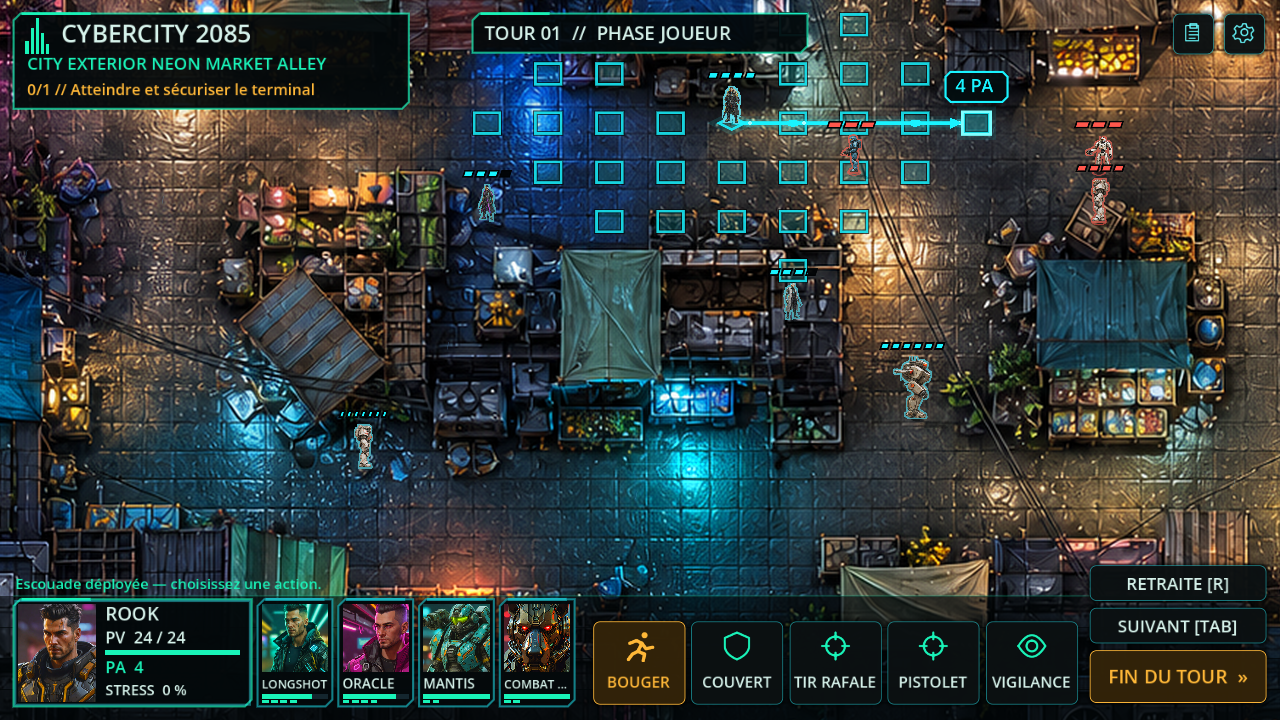 CYBERCITY 2085
CITY EXTERIOR NEON MARKET ALLEY
0/1 // Atteindre et sécuriser le terminal
TOUR 01 // PHASE JOUEUR
4 PA
Escouade déployée — choisissez une action.
ROOK
PV 24 / 24
PA 4
STRESS 0 %
LONGSHOT
ORACLE
MANTIS
COMBAT ...
BOUGER
COUVERT
TIR RAFALE
PISTOLET
VIGILANCE
RETRAITE [R]
SUIVANT [TAB]
FIN DU TOUR »